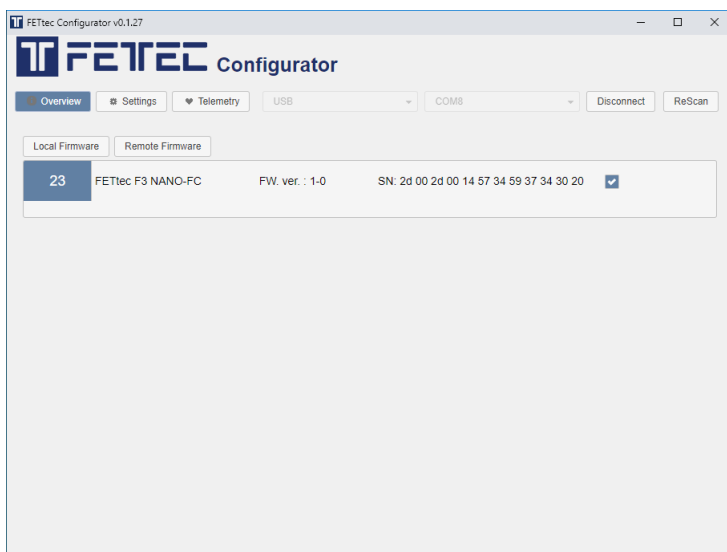 FETtec Configurator v0.1.27
FETTEC Configurator
Overview Settings Telemetry USB COM8 Disconnect ReScan
Local Firmware Remote Firmware
23 FETtec F3 NANO-FC FW. ver. : 1-0 SN: 2d 00 2d 00 14 57 34 59 37 34 30 20